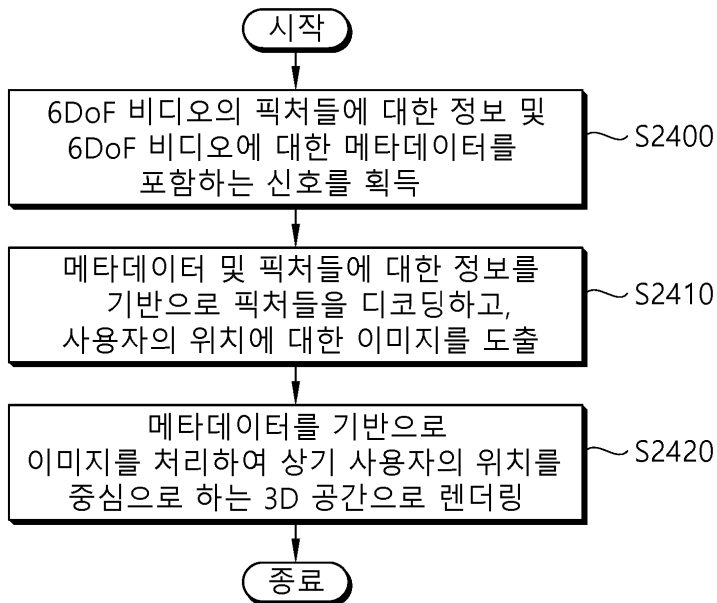 시작
6DoF 비디오의 픽처들에 대한 정보 및
6DoF 비디오에 대한 메타데이터를
포함하는 신호를 획득
S2400
메타데이터 및 픽처들에 대한 정보를
기반으로 픽처들을 디코딩하고,
사용자의 위치에 대한 이미지를 도출
S2410
메타데이터를 기반으로
이미지를 처리하여 상기 사용자의 위치를
중심으로 하는 3D 공간으로 렌더링
S2420
종료